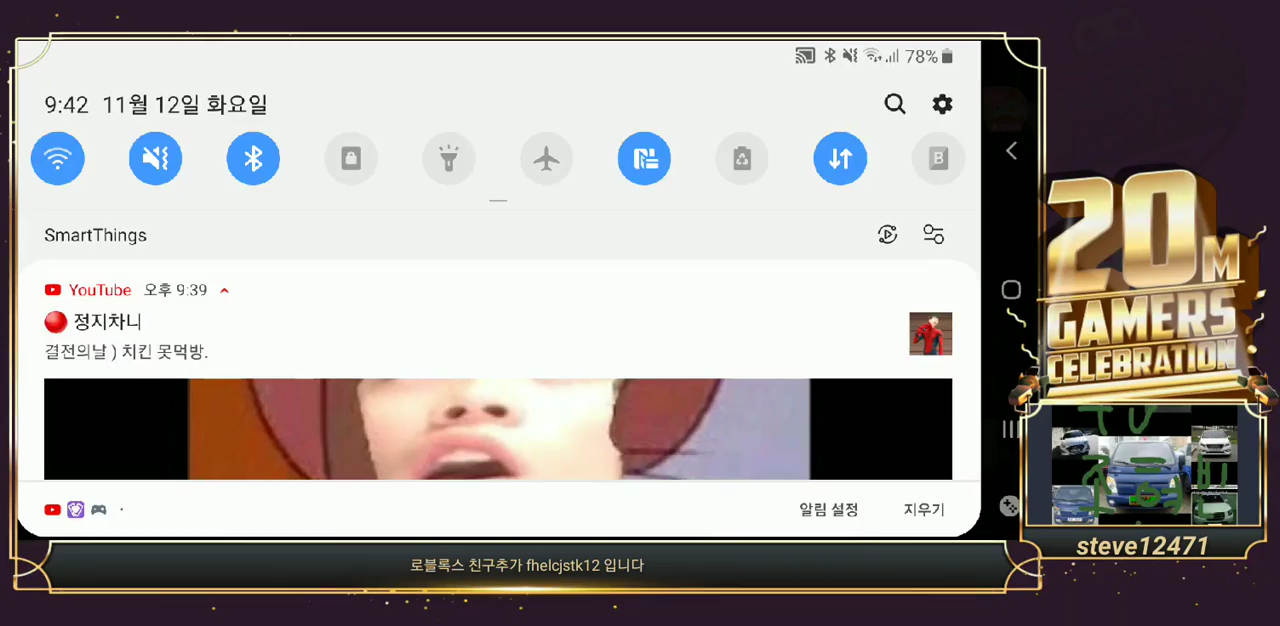 78%
9:42 11월 12일 화요일
SmartThings
YouTube 오후 9:39
정지차니
결전의날 ) 치킨 못먹방.
알림 설정 지우기
20M
GAMERS
CELEBRATION
steve12471
로블록스 친구추가 fhelcjstk12 입니다